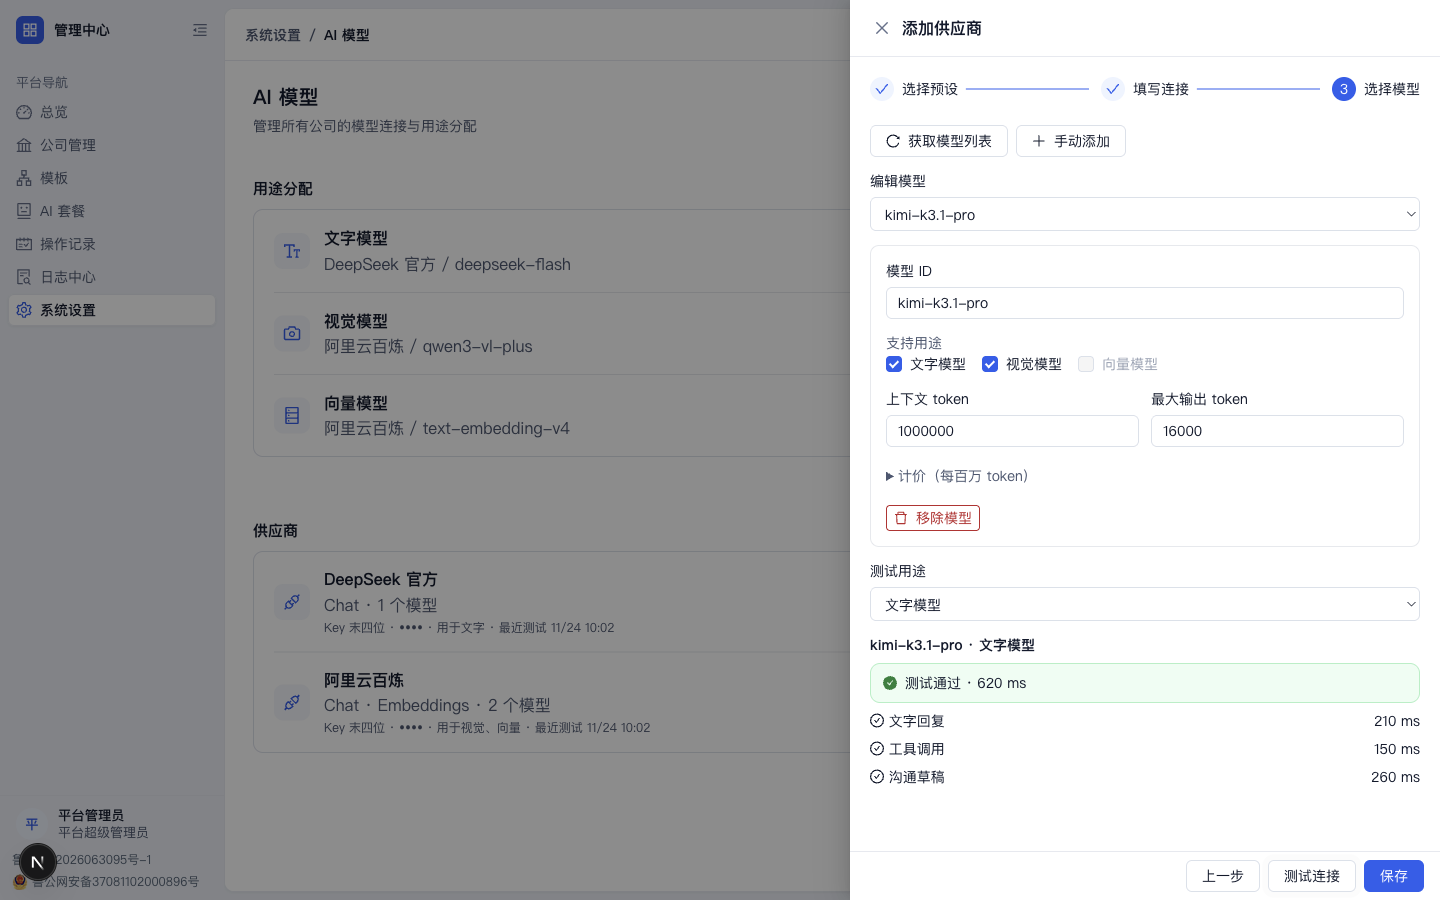 管理中心
平台导航
总览
公司管理
模板
AI 套餐
操作记录
日志中心
系统设置
平台管理员
平台超级管理员
2026063095号-1
公网安备37081102000896号
系统设置 / AI 模型
AI 模型
管理所有公司的模型连接与用途分配
用途分配
文字模型
DeepSeek 官方 / deepseek-flash
视觉模型
阿里云百炼 / qwen3-vl-plus
向量模型
阿里云百炼 / text-embedding-v4
供应商
DeepSeek 官方
Chat · 1 个模型
Key 末四位 · •••• · 用于文字 · 最近测试 11/24 10:02
阿里云百炼
Chat · Embeddings · 2 个模型
Key 末四位 · •••• · 用于视觉、向量 · 最近测试 11/24 10:02
添加供应商
选择预设
填写连接
3 选择模型
获取模型列表
手动添加
编辑模型
kimi-k3.1-pro
模型 ID
kimi-k3.1-pro
支持用途
文字模型 视觉模型 向量模型
上下文 token 最大输出 token
1000000 16000
计价（每百万 token）
移除模型
测试用途
文字模型
kimi-k3.1-pro · 文字模型
测试通过 · 620 ms
文字回复 210 ms
工具调用 150 ms
沟通草稿 260 ms
上一步 测试连接 保存